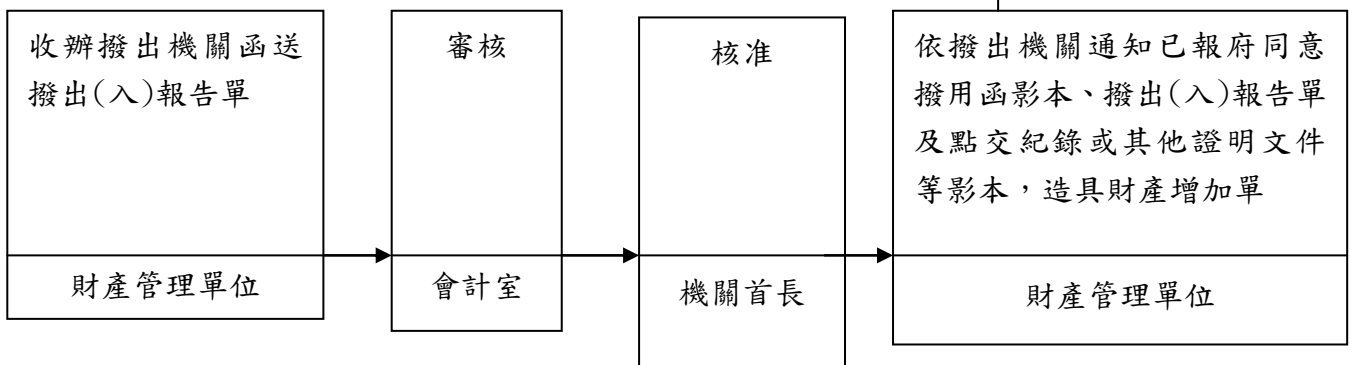 收辦撥出機關函送
撥出(入)報告單
財產管理單位
審核
會計室
核准
機關首長
依撥出機關通知已報府同意
撥用函影本、撥出(入)報告單
及點交紀錄或其他證明文件
等影本，造具財產增加單
財產管理單位